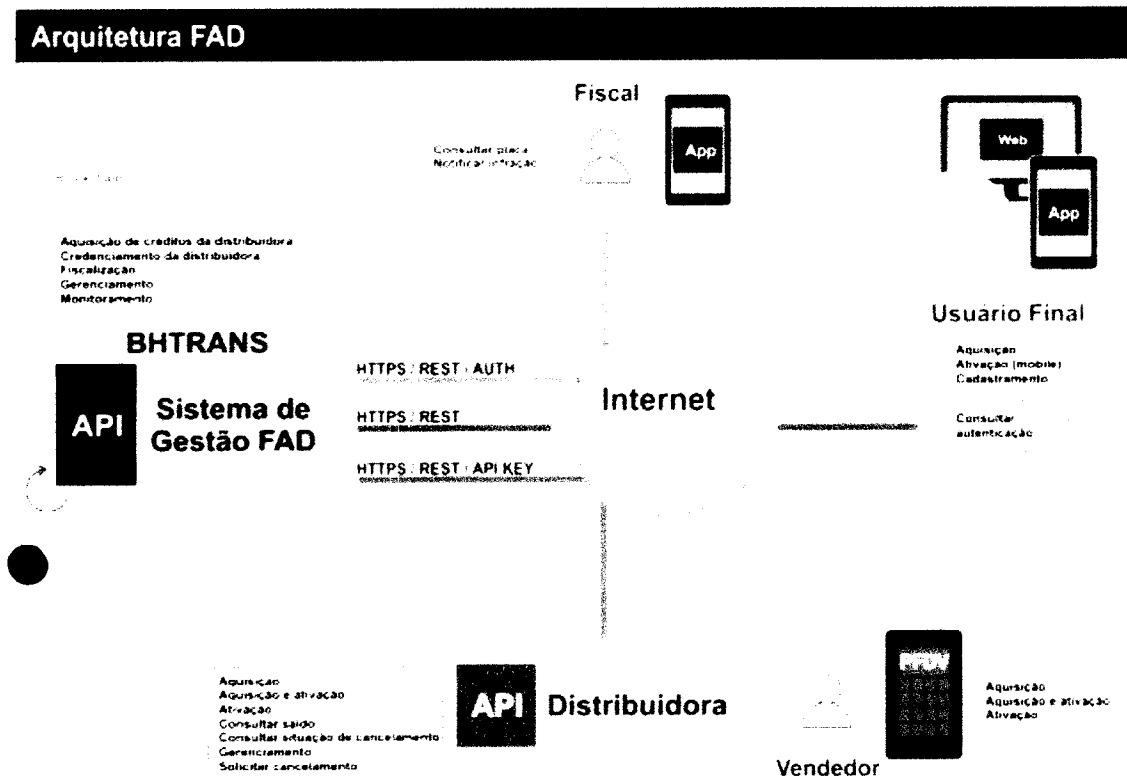 Arquitetura FAD
Fiscal
Consultar placa
Notificar infração
App
Web
App
Aquisição de créditos da distribuidora
Credenciamento da distribuidora
Fiscalização
Gerenciamento
Monitoramento
BHTRANS
API
Sistema de
Gestão FAD
HTTPS / REST / AUTH
HTTPS / REST
HTTPS / REST / API KEY
Internet
Usuário Final
Aquisição
Ativação (mobile)
Cadastramento
Consultar
autenticação
Aquisição
Aquisição e ativação
Ativação
Consultar saldo
Consultar situação de cancelamento
Gerenciamento
Solicitar cancelamento
API
Distribuidora
Vendedor
Aquisição
Aquisição e ativação
Ativação